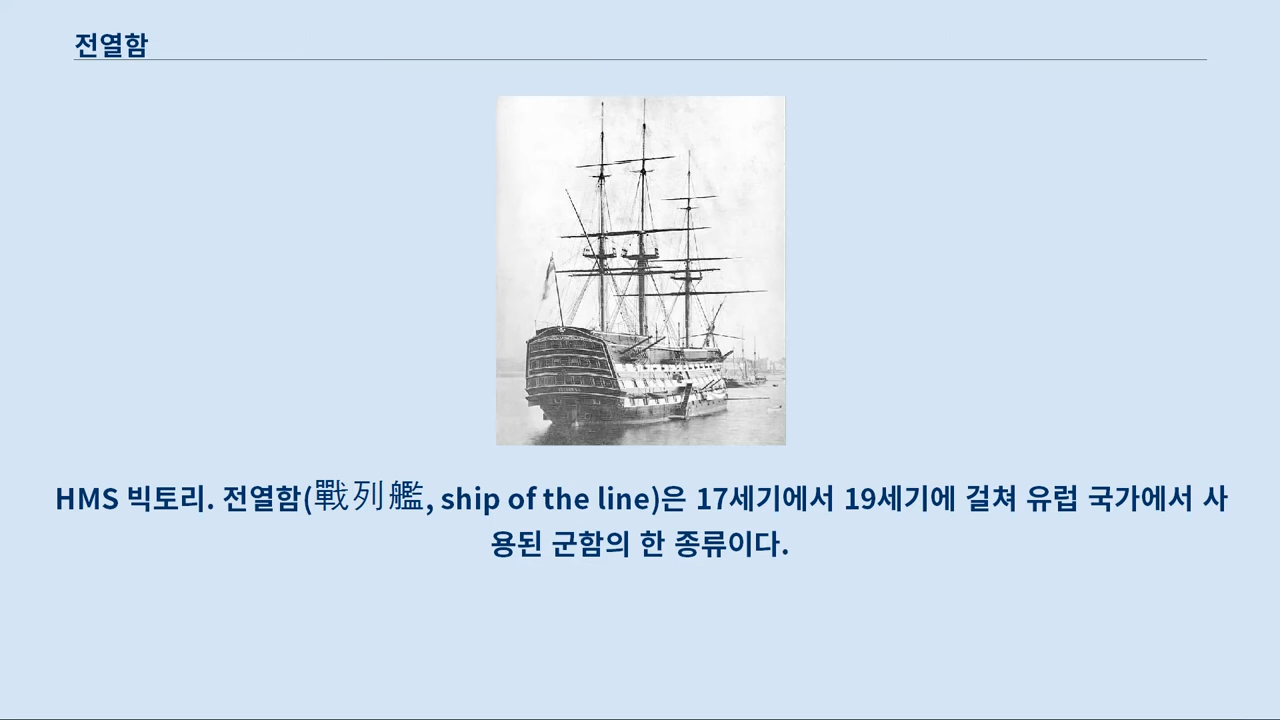 전열함
HMS 빅토리. 전열함(戰列艦, ship of the line)은 17세기에서 19세기에 걸쳐 유럽 국가에서 사
용된 군함의 한 종류이다.